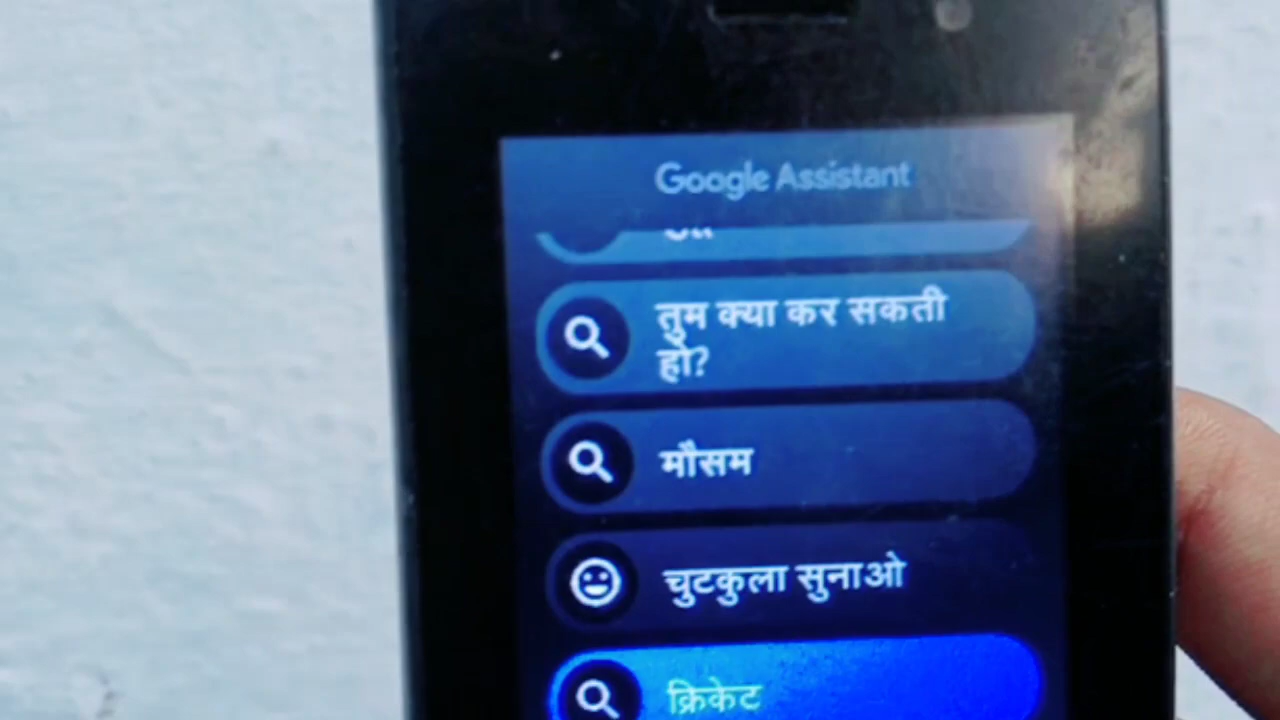 Google Assistant
तुम क्या कर सकती
हो?
मौसम
चुटकुला सुनाओ
क्रिकेट